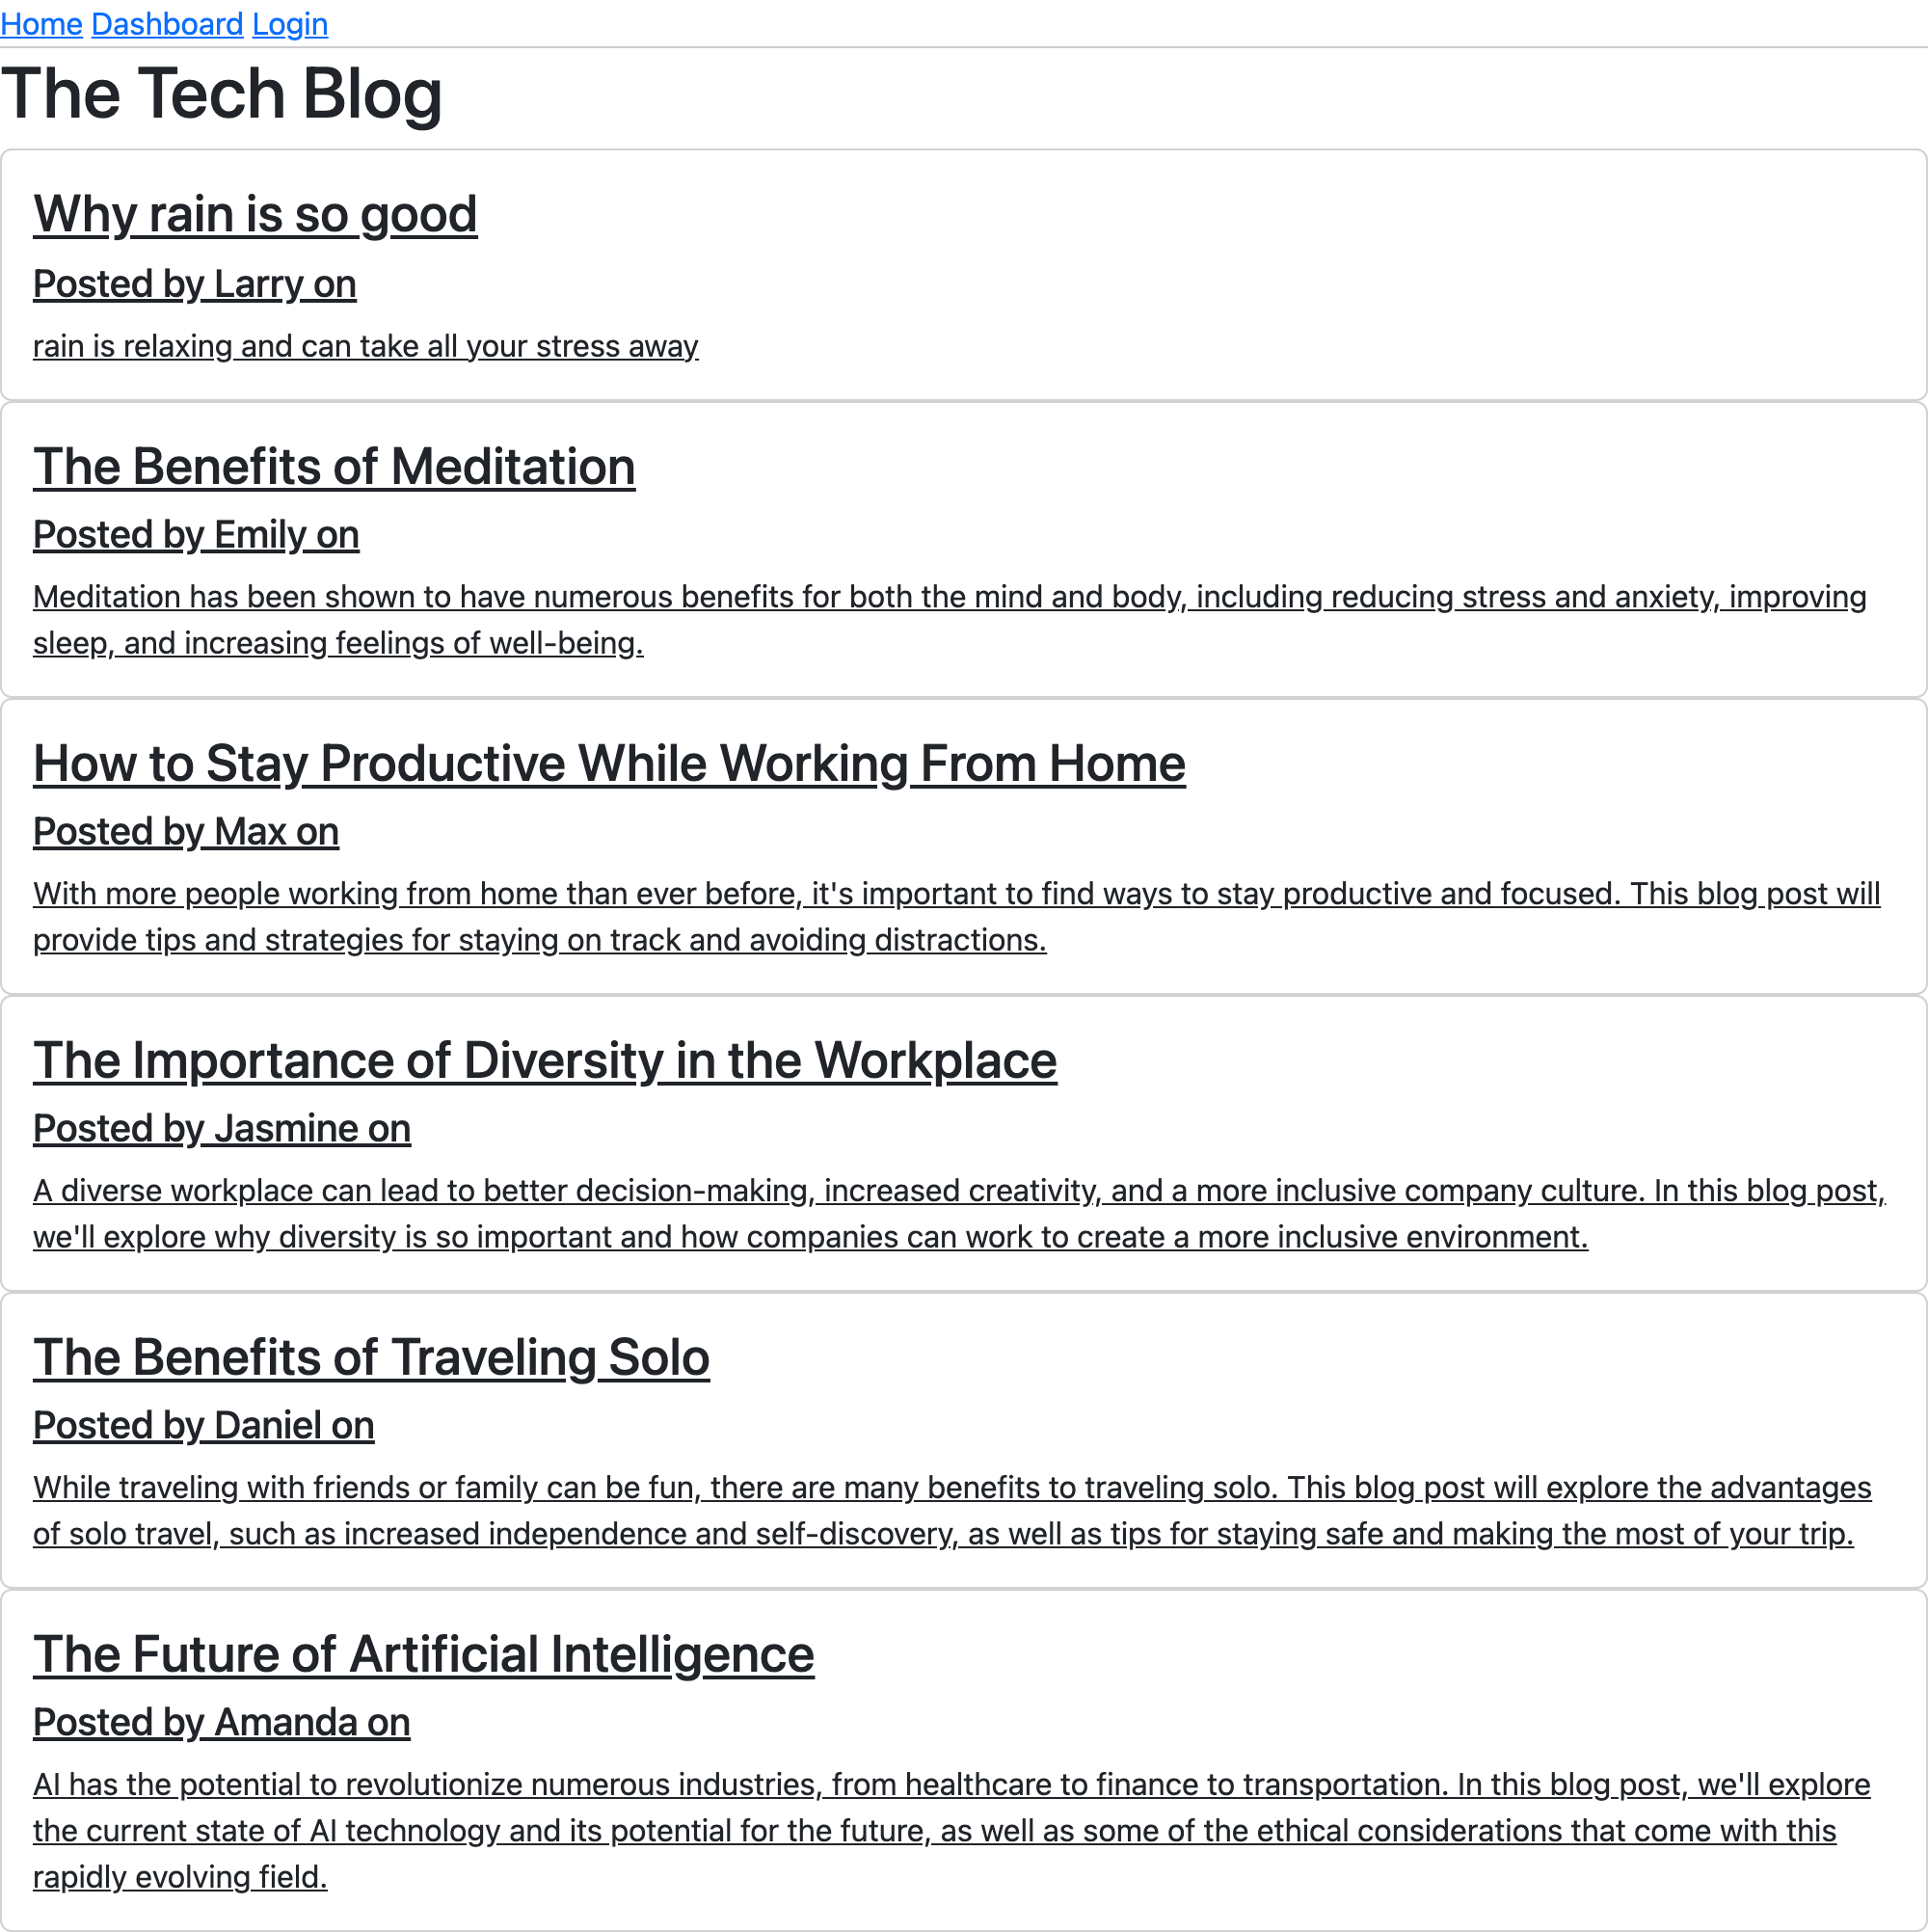 Home Dashboard Login
The Tech Blog
Why rain is so good
Posted by Larry on
rain is relaxing and can take all your stress away
The Benefits of Meditation
Posted by Emily on
Meditation has been shown to have numerous benefits for both the mind and body, including reducing stress and anxiety, improving
sleep, and increasing feelings of well-being.
How to Stay Productive While Working From Home
Posted by Max on
With more people working from home than ever before, it's important to find ways to stay productive and focused. This blog post will
provide tips and strategies for staying on track and avoiding distractions.
The Importance of Diversity in the Workplace
Posted by Jasmine on
A diverse workplace can lead to better decision-making, increased creativity, and a more inclusive company culture. In this blog post,
we'll explore why diversity is so important and how companies can work to create a more inclusive environment.
The Benefits of Traveling Solo
Posted by Daniel on
While traveling with friends or family can be fun, there are many benefits to traveling solo. This blog post will explore the advantages
of solo travel, such as increased independence and self-discovery, as well as tips for staying safe and making the most of your trip.
The Future of Artificial Intelligence
Posted by Amanda on
AI has the potential to revolutionize numerous industries, from healthcare to finance to transportation. In this blog post, we'll explore
the current state of AI technology and its potential for the future, as well as some of the ethical considerations that come with this
rapidly evolving field.